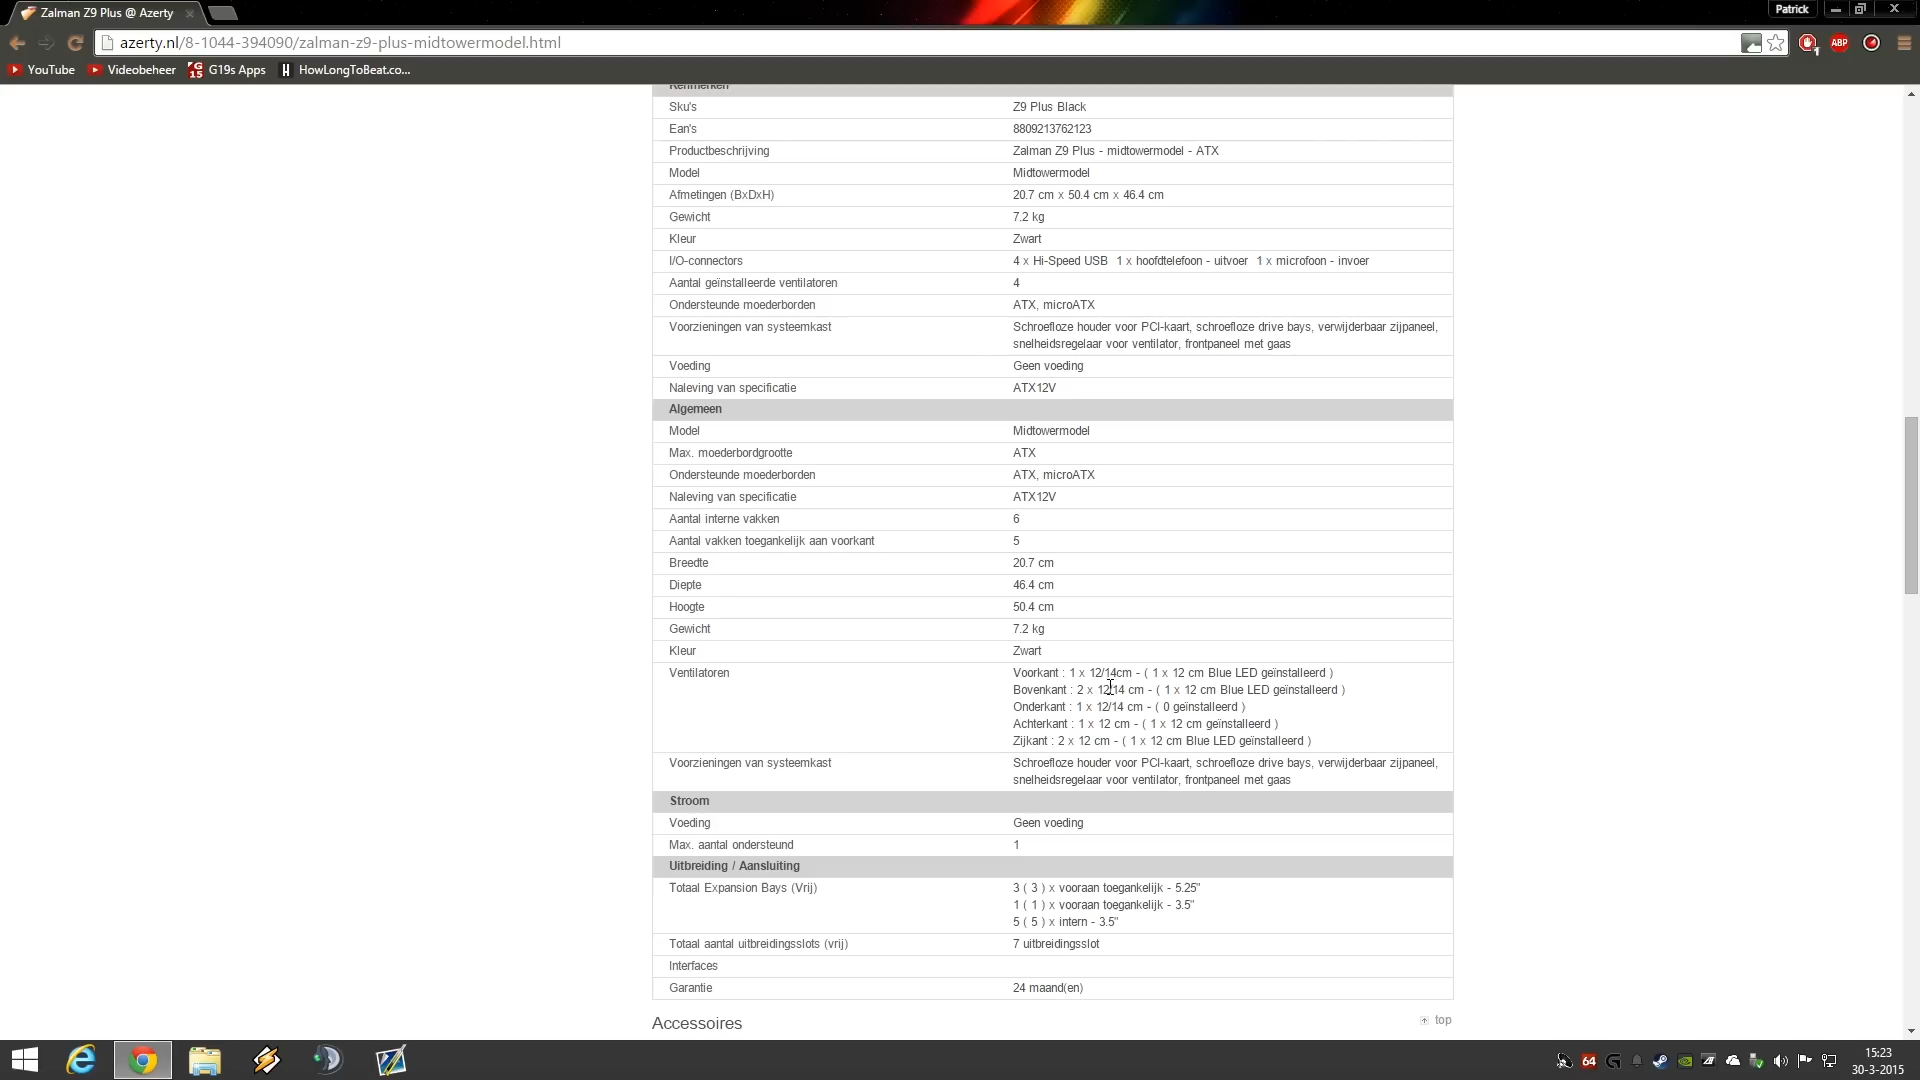 Zalman Z9 Plus @ Azerty
Patrick
azerty.nl/8-1044-394090/zalman-z9-plus-midtowermodel.html
1
ABP
YouTube Videobeheer G19s Apps HowLongToBeat.co...
Kenmerken
Sku's Z9 Plus Black
Ean's 8809213762123
Productbeschrijving Zalman Z9 Plus - midtowermodel - ATX
Model Midtowermodel
Afmetingen (BxDxH) 20.7 cm x 50.4 cm x 46.4 cm
Gewicht 7.2 kg
Kleur Zwart
I/O-connectors 4 x Hi-Speed USB 1 x hoofdtelefoon - uitvoer 1 x microfoon - invoer
Aantal geïnstalleerde ventilatoren 4
Ondersteunde moederborden ATX, microATX
Voorzieningen van systeemkast Schroefloze houder voor PCI-kaart, schroefloze drive bays, verwijderbaar zijpaneel,
snelheidsregelaar voor ventilator, frontpaneel met gaas
Voeding Geen voeding
Naleving van specificatie ATX12V
Algemeen
Model Midtowermodel
Max. moederbordgrootte ATX
Ondersteunde moederborden ATX, microATX
Naleving van specificatie ATX12V
Aantal interne vakken 6
Aantal vakken toegankelijk aan voorkant 5
Breedte 20.7 cm
Diepte 46.4 cm
Hoogte 50.4 cm
Gewicht 7.2 kg
Kleur Zwart
Ventilatoren Voorkant : 1 x 12/14cm - ( 1 x 12 cm Blue LED geïnstalleerd )
Bovenkant : 2 x 12/14 cm - ( 1 x 12 cm Blue LED geïnstalleerd )
Onderkant : 1 x 12/14 cm - ( 0 geïnstalleerd )
Achterkant : 1 x 12 cm - ( 1 x 12 cm geïnstalleerd )
Zijkant : 2 x 12 cm - ( 1 x 12 cm Blue LED geïnstalleerd )
Voorzieningen van systeemkast Schroefloze houder voor PCI-kaart, schroefloze drive bays, verwijderbaar zijpaneel,
snelheidsregelaar voor ventilator, frontpaneel met gaas
Stroom
Voeding Geen voeding
Max. aantal ondersteund 1
Uitbreiding / Aansluiting
Totaal Expansion Bays (Vrij) 3 ( 3 ) x vooraan toegankelijk - 5.25"
1 ( 1 ) x vooraan toegankelijk - 3.5"
5 ( 5 ) x intern - 3.5"
Totaal aantal uitbreidingsslots (vrij) 7 uitbreidingsslot
Interfaces
Garantie 24 maand(en)
Accessoires top
64
15:23
30-3-2015